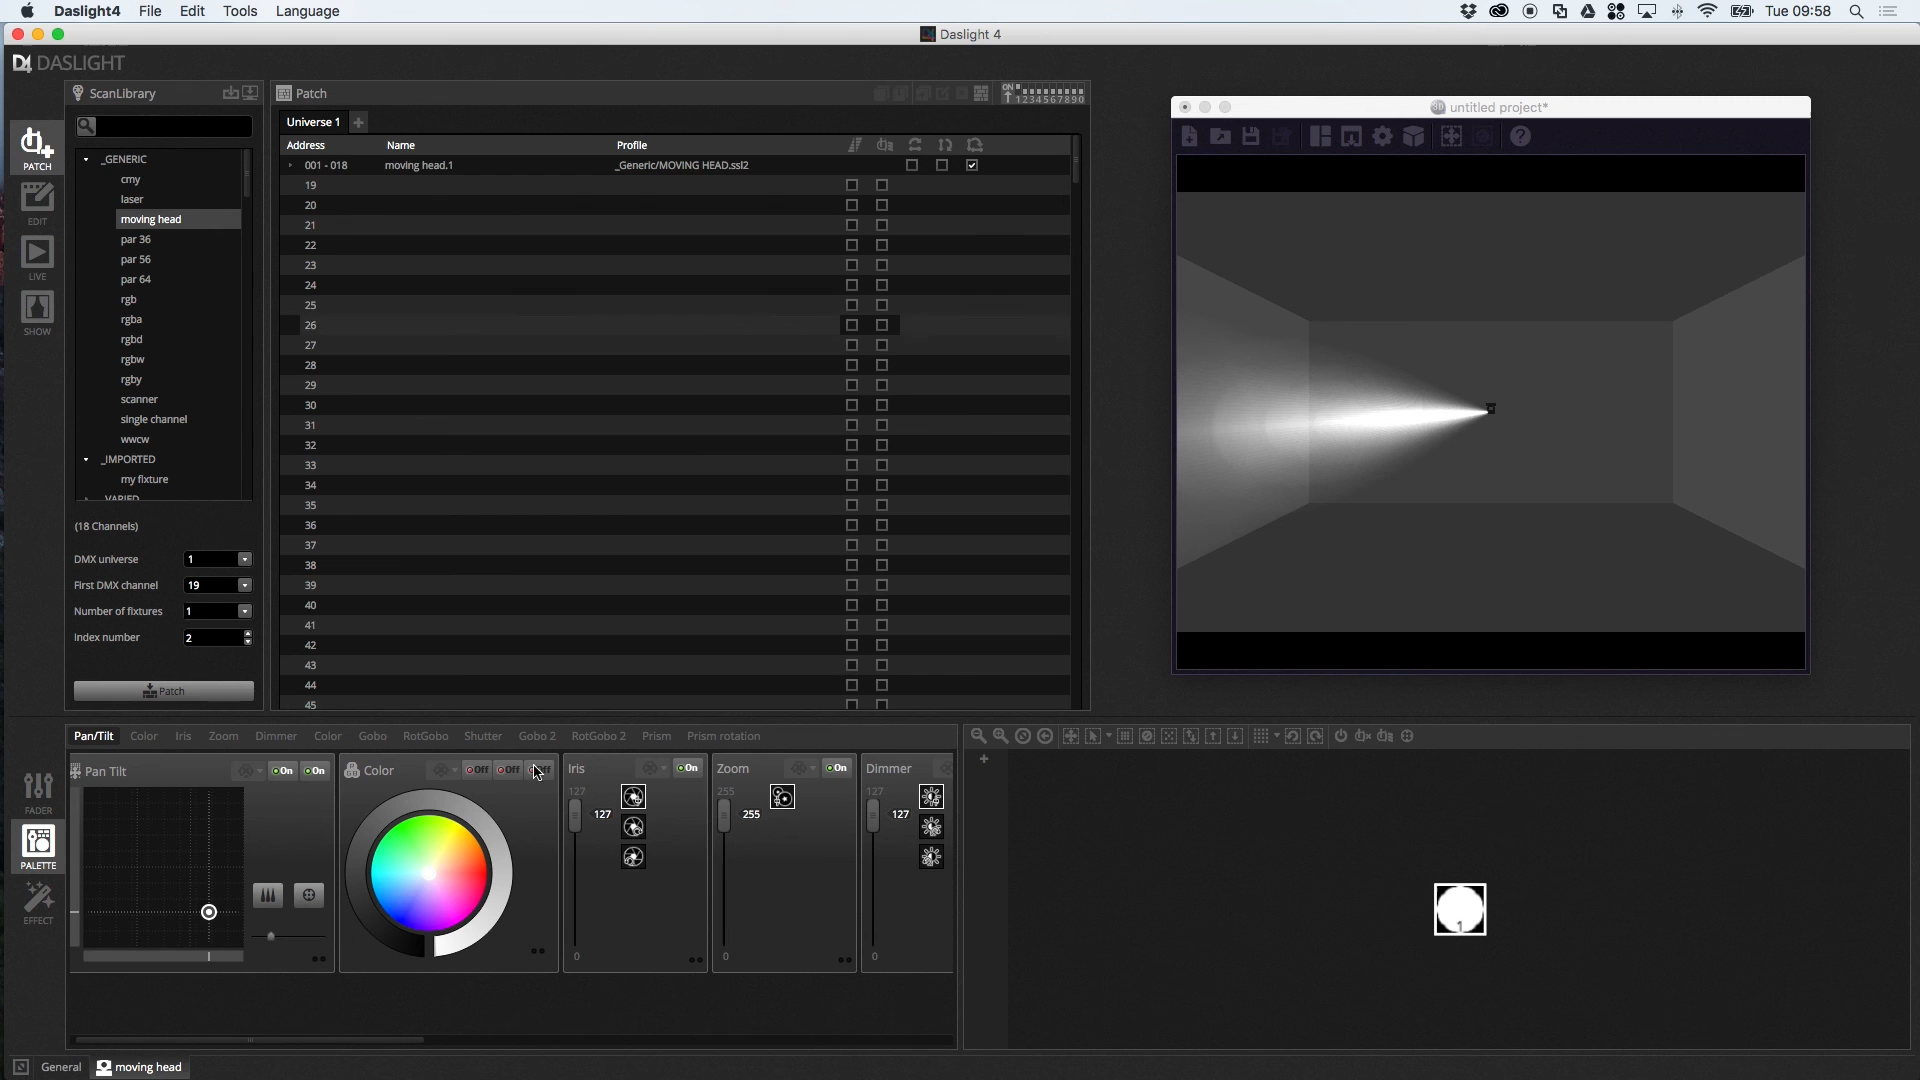 Daslight4 File Edit Tools Language Tue 09:58
Daslight 4
D4 DASLIGHT
ScanLibrary
Patch
ON
1234567890
untitled project*
Universe 1 +
Address Name Profile
001 - 018 moving head.1 _Generic/MOVING HEAD.ssl2
19
20
21
22
23
24
25
26
27
28
29
30
31
32
33
34
35
36
37
38
39
40
41
42
43
44
45
PATCH
EDIT
LIVE
SHOW
_GENERIC
cmy
laser
moving head
par 36
par 56
par 64
rgb
rgba
rgbd
rgbw
rgby
scanner
single channel
wwcw
_IMPORTED
my fixture
VARIED
(18 Channels)
DMX universe 1
First DMX channel 19
Number of fixtures 1
Index number 2
Patch
Pan/Tilt Color Iris Zoom Dimmer Color Gobo RotGobo Shutter Gobo 2 RotGobo 2 Prism Prism rotation
Pan Tilt On On
Color Off Off Off
Iris On
127
127
0
Zoom On
255
255
0
Dimmer
127
127
0
FADER
PALETTE
EFFECT
1
General moving head